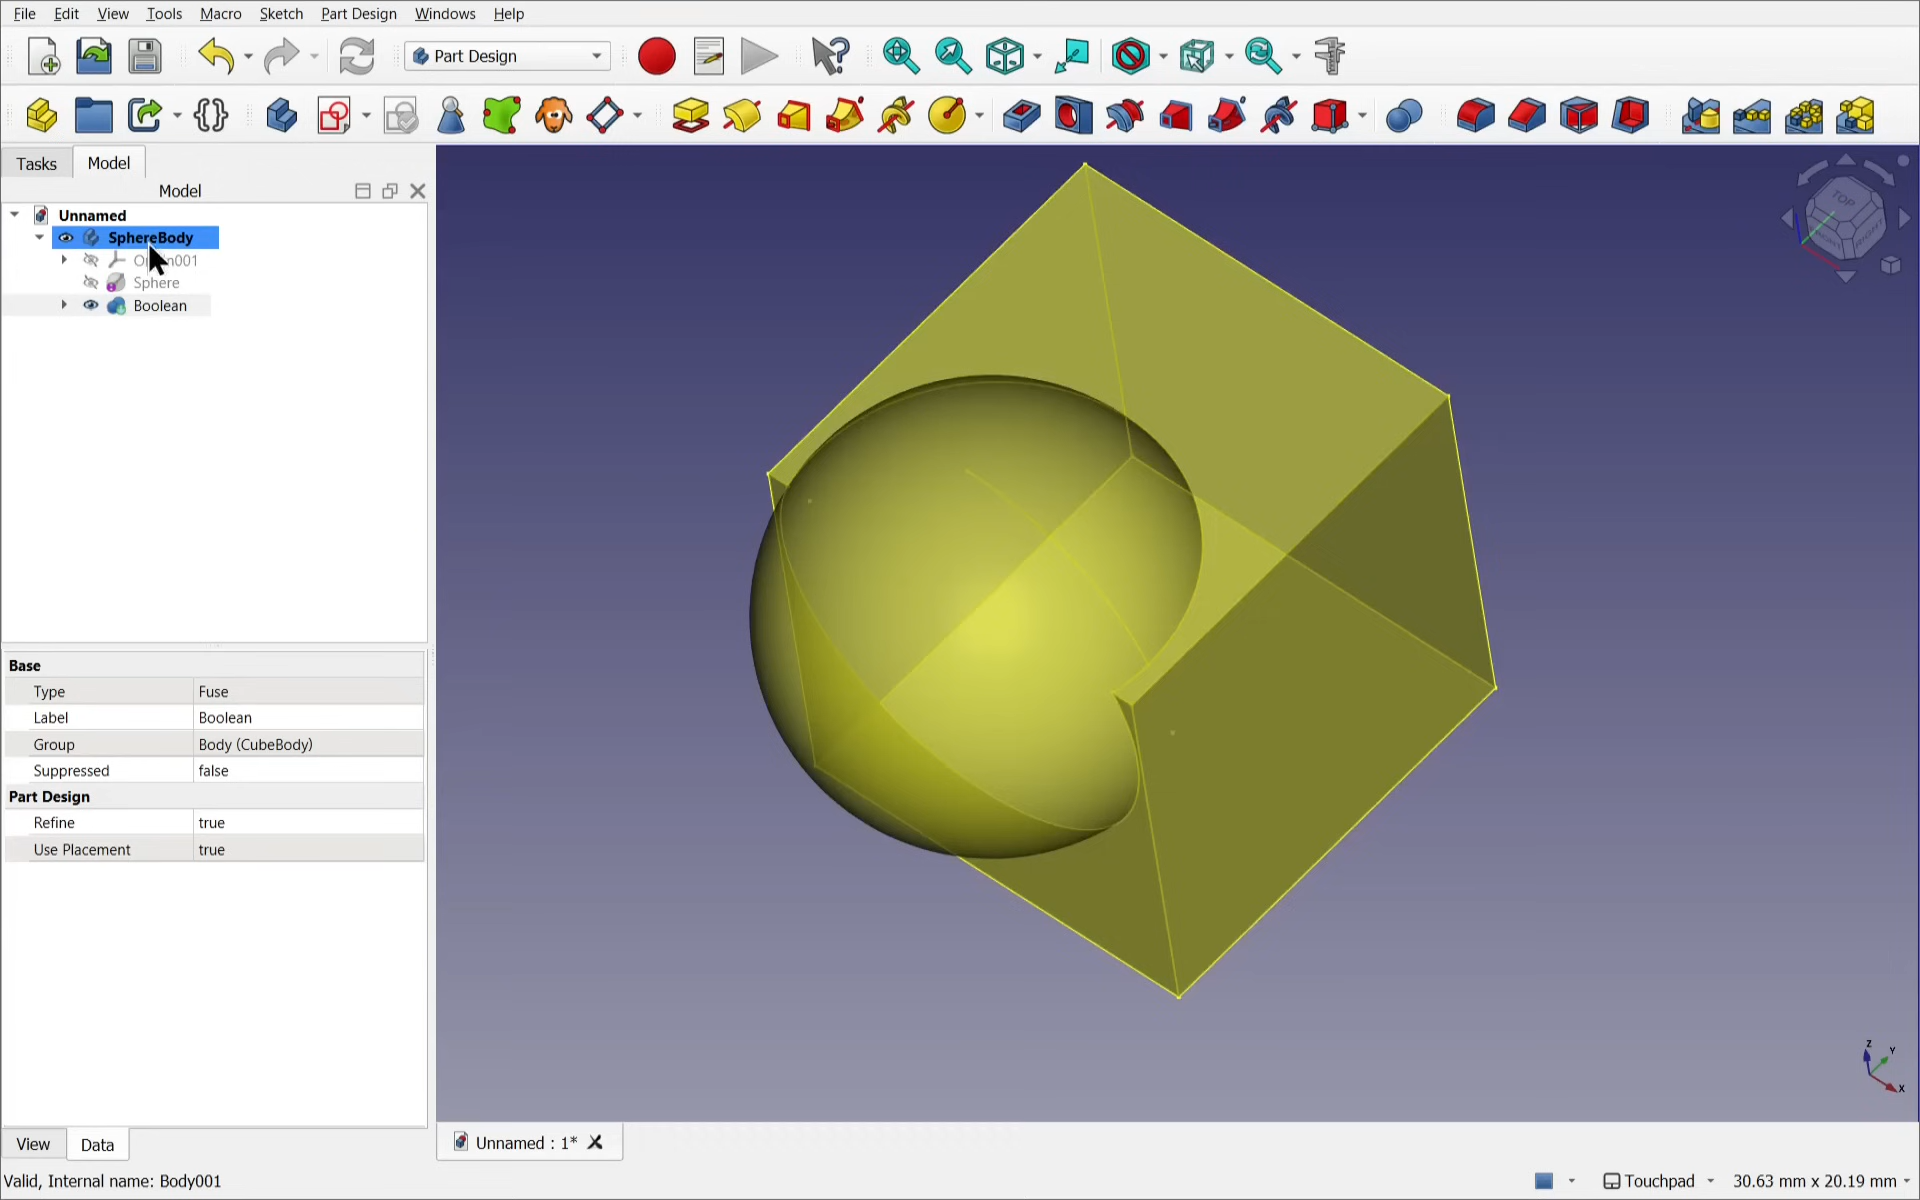 File Edit View Tools Macro Sketch Part Design Windows Help
Part Design
Tasks Model
Model
Unnamed
SphereBody
Sphere
Boolean
Base
Type Fuse
Label Boolean
Group Body (CubeBody)
Suppressed false
Part Design
Refine true
Use Placement true
View Data
Unnamed : 1*
Valid, Internal name: Body001
Touchpad 30.63 mm x 20.19 mm
TOP
RIGHT
Z
Y
X